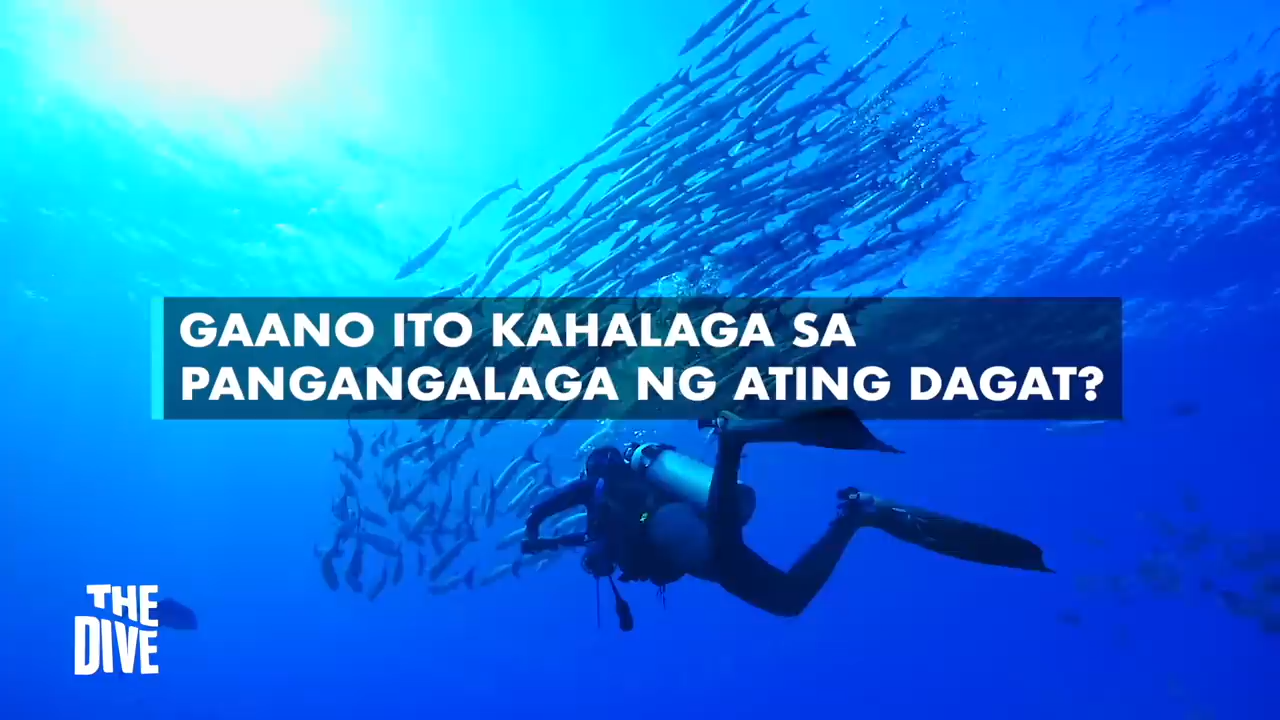 GAANO ITO KAHALAGA SA
PANGANGALAGA NG ATING DAGAT?
THE
DIVE